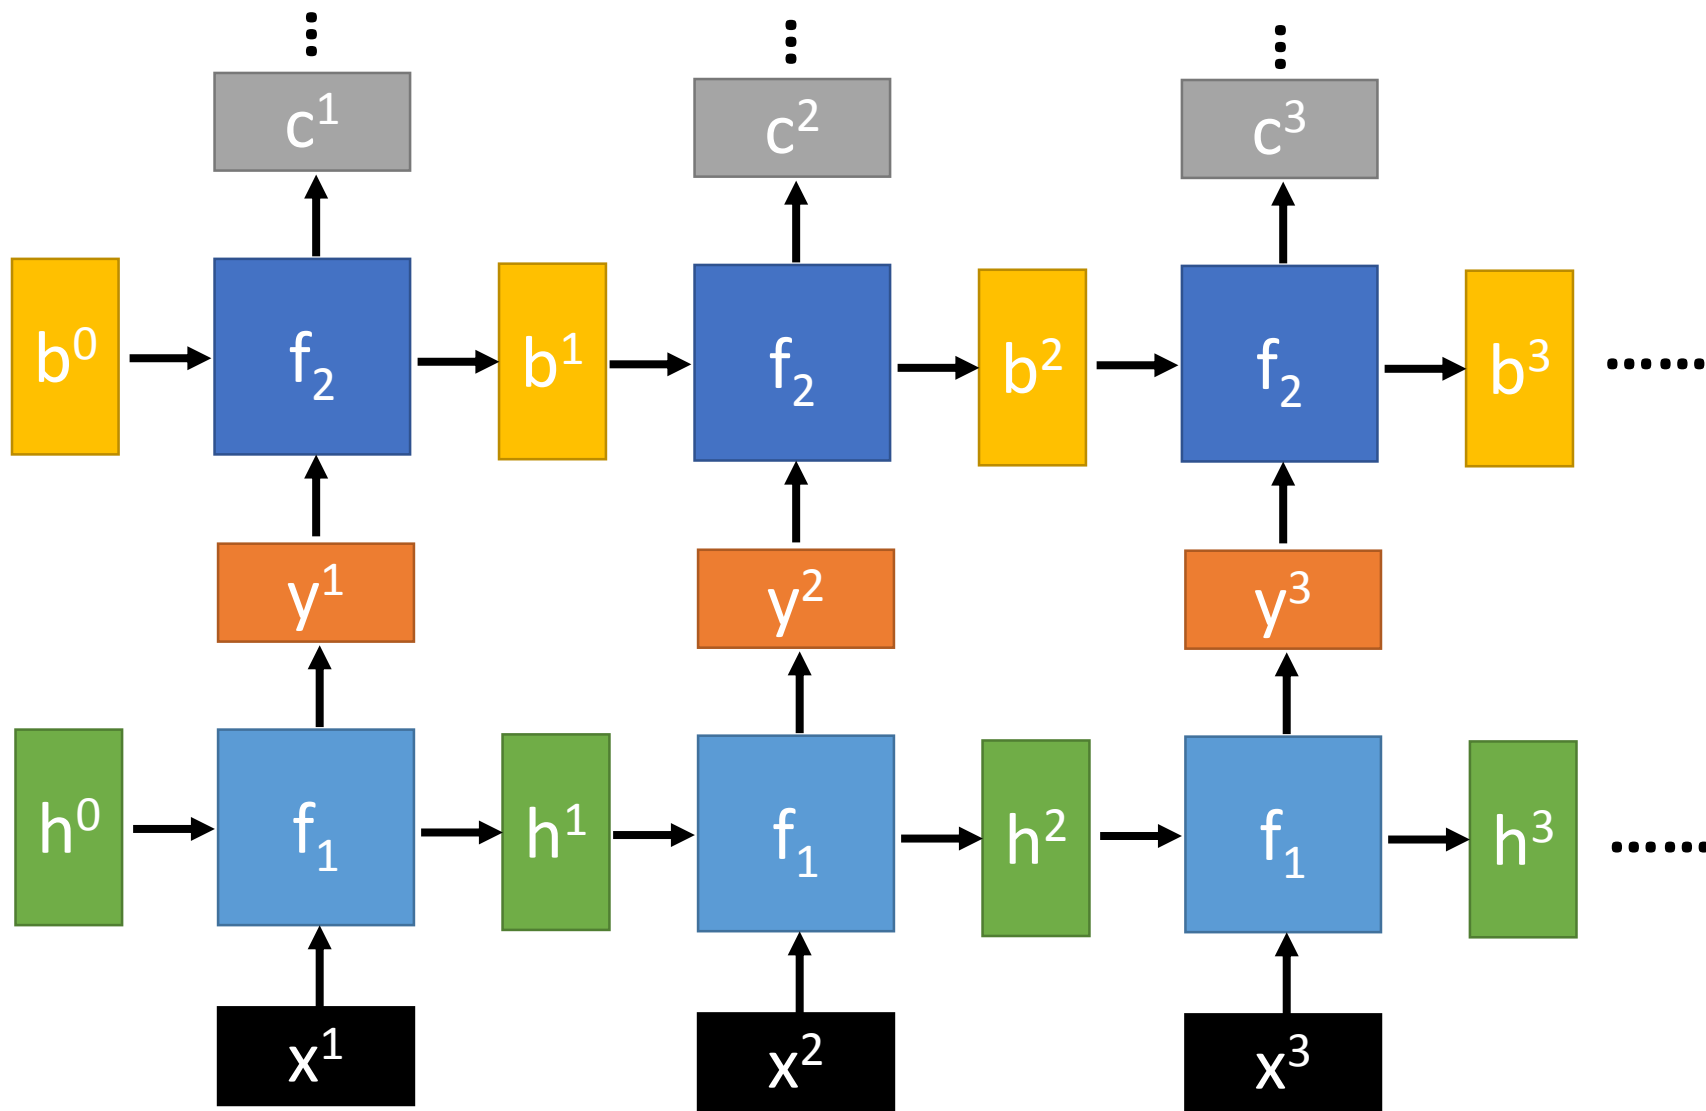 c¹ c² c³
b⁰ f₂ b¹ f₂ b² f₂ b³ ……
y¹ y² y³
h⁰ f₁ h¹ f₁ h² f₁ h³ ……
x¹ x² x³